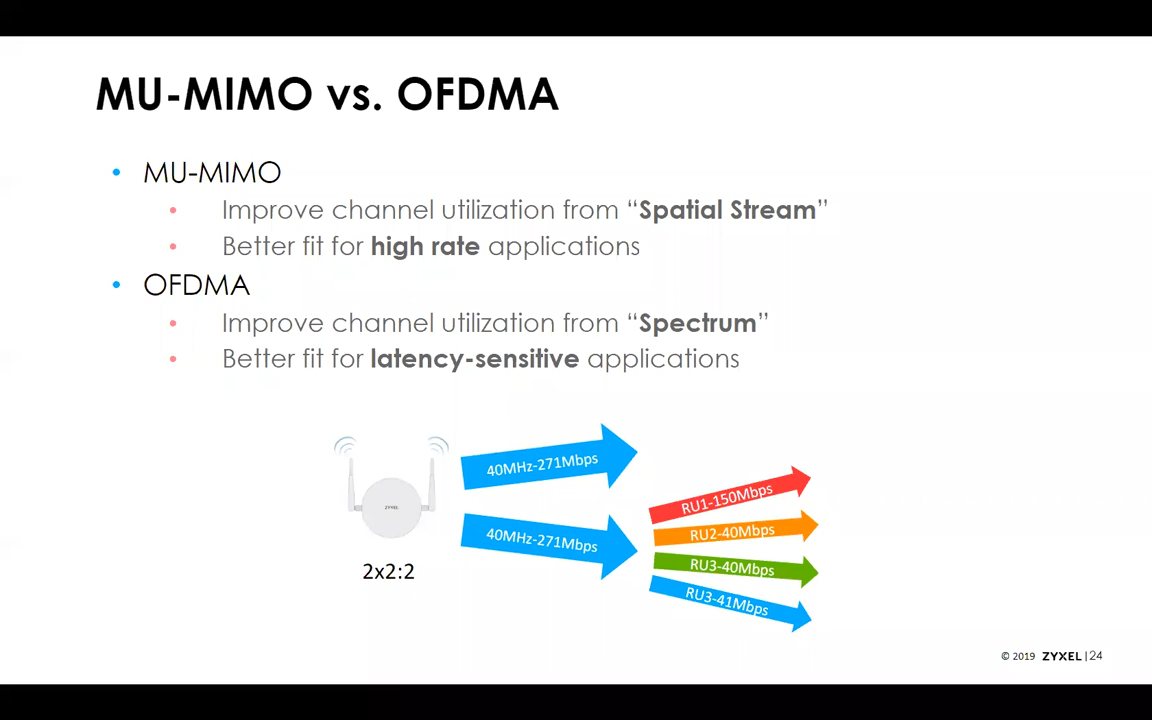 MU-MIMO vs. OFDMA
• MU-MIMO
• Improve channel utilization from “Spatial Stream”
• Better fit for high rate applications
• OFDMA
• Improve channel utilization from “Spectrum”
• Better fit for latency-sensitive applications
40MHz-271Mbps
40MHz-271Mbps
RU1-150Mbps
RU2-40Mbps
RU3-40Mbps
RU3-41Mbps
ZYXEL
2x2:2
© 2019 ZYXEL | 24